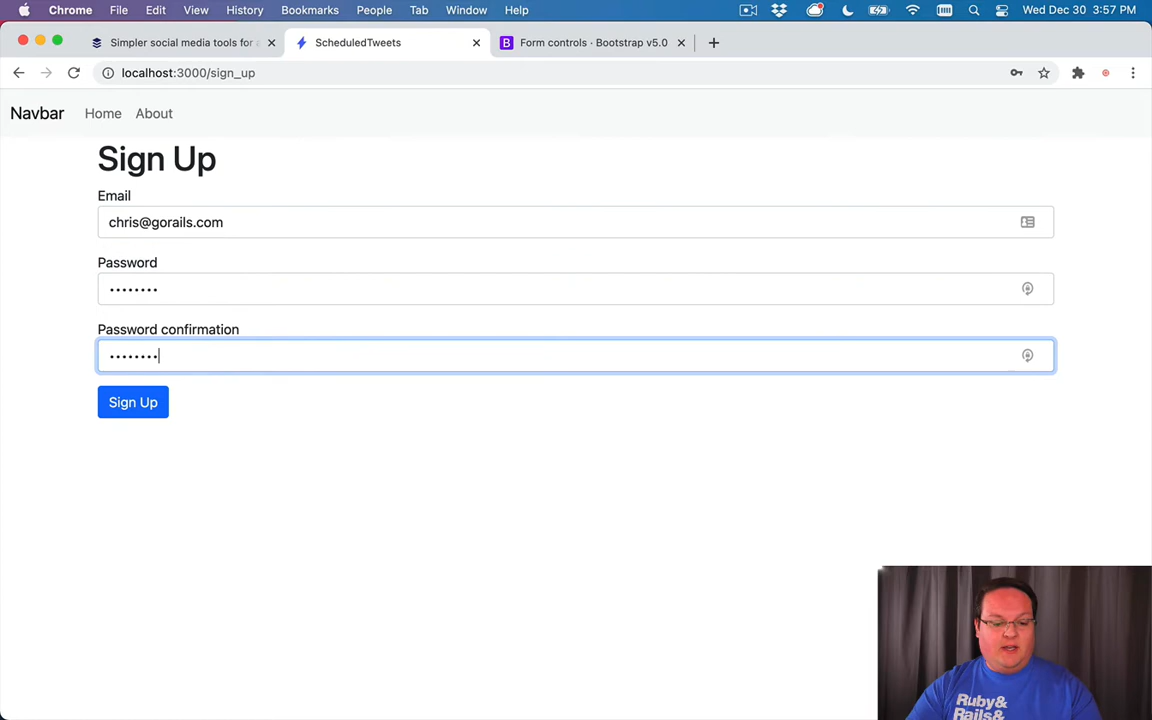 Chrome File Edit View History Bookmarks People Tab Window Help Wed Dec 30 3:57 PM
Simpler social media tools for a ScheduledTweets B Form controls · Bootstrap v5.0
localhost:3000/sign_up
Navbar Home About
Sign Up
Email
chris@gorails.com
Password
••••••••
Password confirmation
••••••••
Sign Up
Ruby&
Rails&